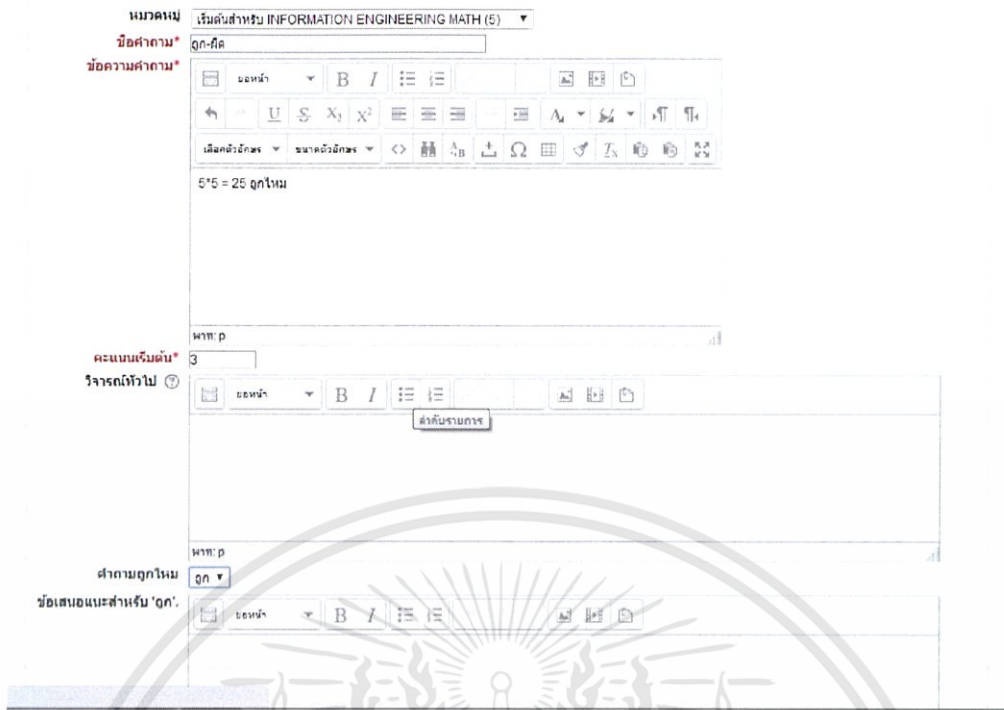 หมวดหมู่ เริ่มต้นสำหรับ INFORMATION ENGINEERING MATH (5)
ชื่อคำถาม* ถูก-ผิด
ข้อความคำถาม*
ย่อหน้า B I
U S X₂ X²
เลือกตัวอักษร ขนาดตัวอักษร
5*5 = 25 ถูกไหม
พาท: p
คะแนนเริ่มต้น* 3
วิจารณ์ทั่วไป
ย่อหน้า B I
ลำดับรายการ
พาท: p
คำถามถูกไหม ถูก
ข้อเสนอแนะสำหรับ 'ถูก'.
ย่อหน้า B I